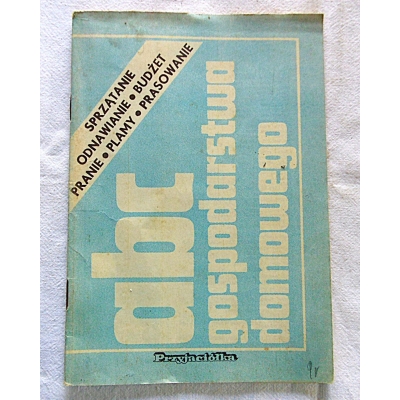 SPRZĄTANIE
ODNAWIANIE • BUDŻET
PRANIE • PLAMY • PRASOWANIE
abc
gospodarstwa
domowego
Przyjaciółka